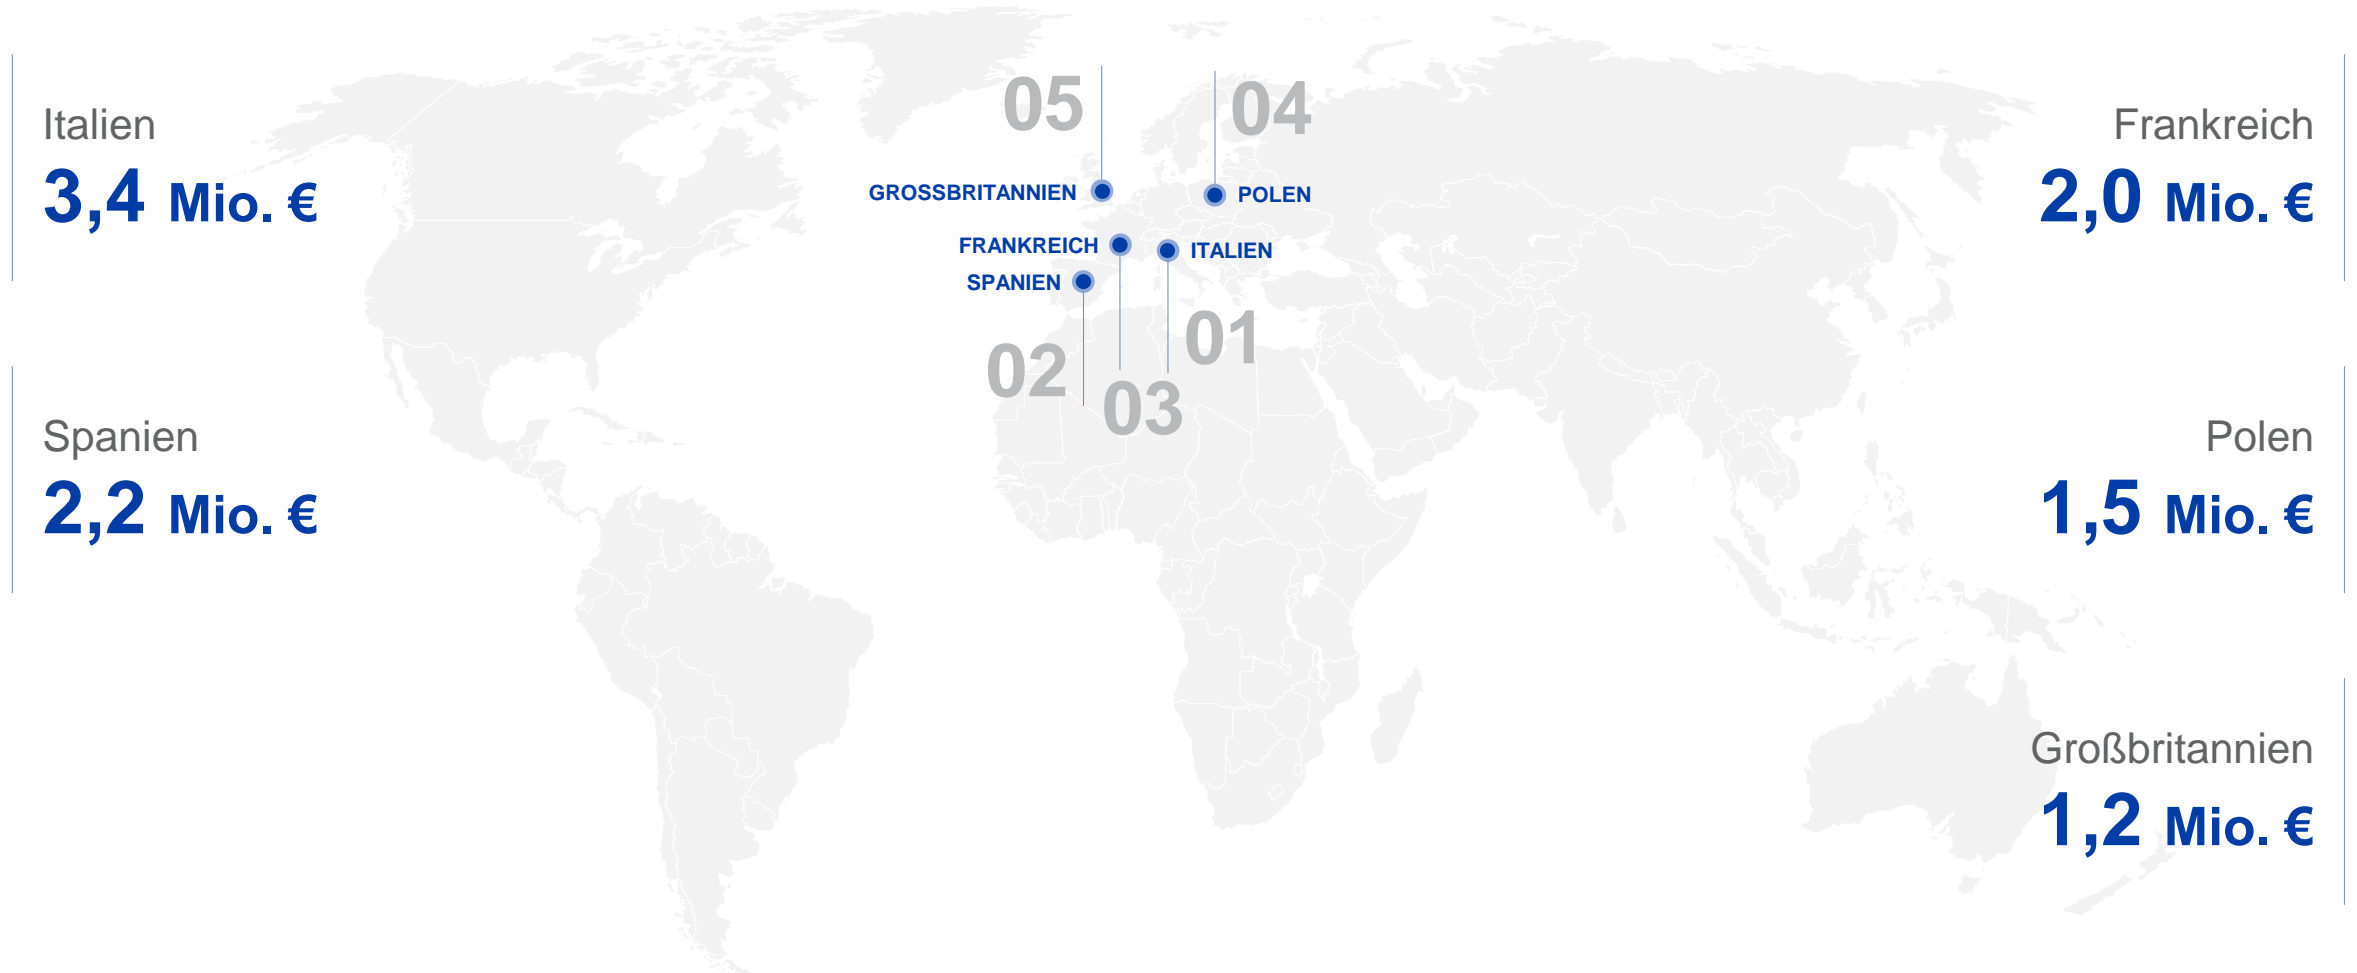 Italien
3,4 Mio. €
Spanien
2,2 Mio. €
05
04
GROSSBRITANNIEN
POLEN
FRANKREICH
ITALIEN
SPANIEN
01
02
03
Frankreich
2,0 Mio. €
Polen
1,5 Mio. €
Großbritannien
1,2 Mio. €